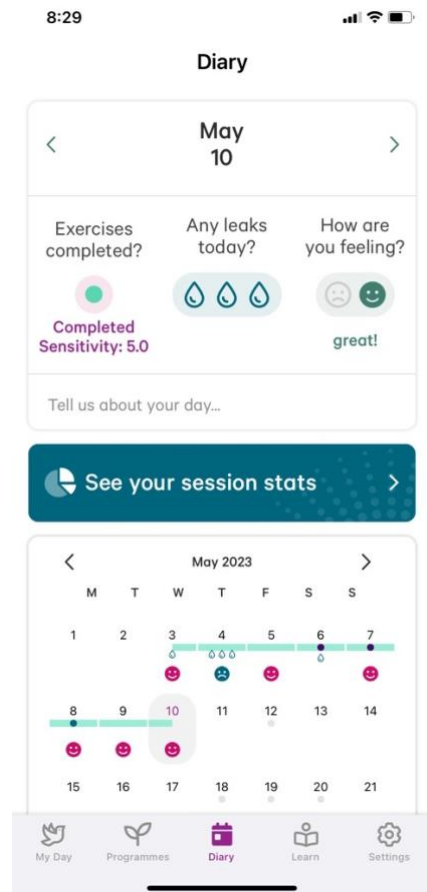 8:29
Diary
May
10
Exercises
completed?
Any leaks
today?
How are
you feeling?
Completed
Sensitivity: 5.0
great!
Tell us about your day...
See your session stats
May 2023
M T W T F S S
1 2 3 4 5 6 7
8 9 10 11 12 13 14
15 16 17 18 19 20 21
My Day Programmes Diary Learn Settings